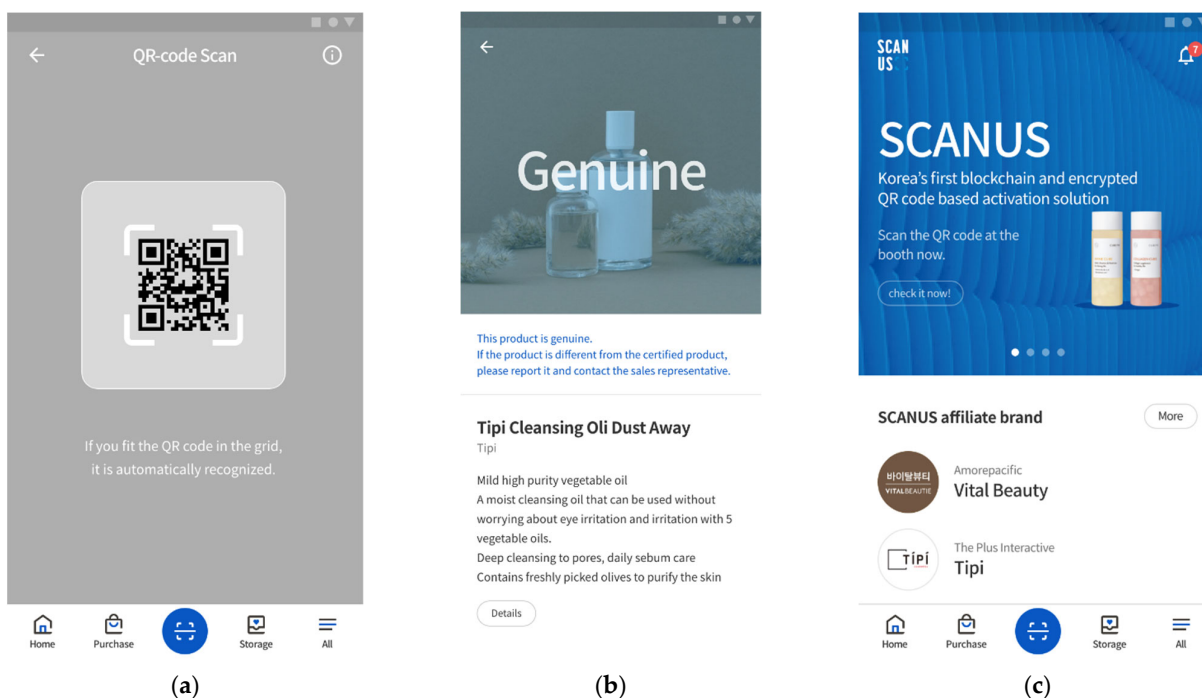 QR-code Scan
If you fit the QR code in the grid,
it is automatically recognized.
Home
Purchase
Storage
All
(a)
Genuine
This product is genuine.
If the product is different from the certified product,
please report it and contact the sales representative.
Tipi Cleansing Oli Dust Away
Tipi
Mild high purity vegetable oil
A moist cleansing oil that can be used without
worrying about eye irritation and irritation with 5
vegetable oils.
Deep cleansing to pores, daily sebum care
Contains freshly picked olives to purify the skin
Details
(b)
SCAN
US
7
SCANUS
Korea's first blockchain and encrypted
QR code based activation solution
Scan the QR code at the
booth now.
check it now!
SCANUS affiliate brand
More
바이탈뷰티
VITALBEAUTIE
Amorepacific
Vital Beauty
TÍPÍ
The Plus Interactive
Tipi
Home
Purchase
Storage
All
(c)